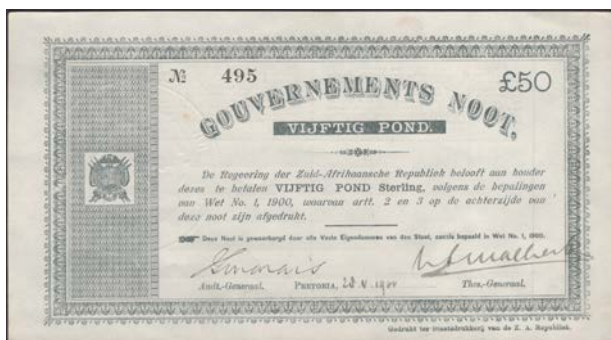 № 495
£50
GOUVERNEMENTS NOOT,
VIJFTIG POND.
De Regeering der Zuid-Afrikaansche Republiek belooft aan houder
dezes te betalen VIJFTIG POND Sterling, volgens de bepalingen
van Wet No. 1, 1900, waarvan artt. 2 en 3 op de achterzijde van
deze noot zijn afgedrukt.
Deze Noot is gewaarborgd door alle Vaste Eigendommen van den Staat, zooals bepaald in Wet No. 1, 1900.
Audt.-Generaal. PRETORIA, 28 Thes.-Generaal.
Gedrukt ter Staatsdrukkerij van de Z. A. Republiek.